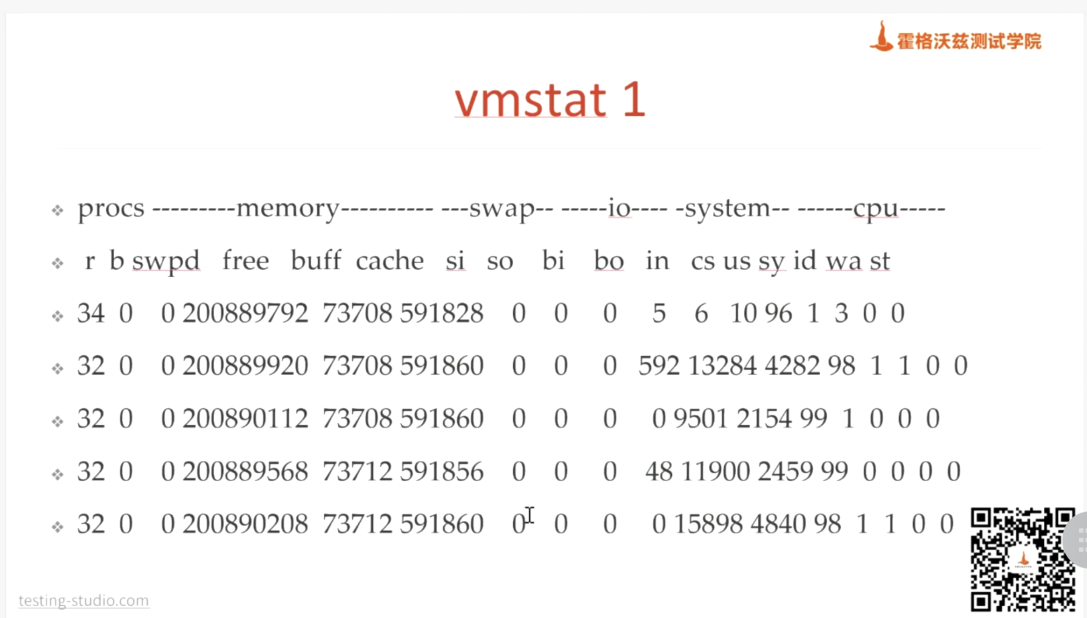 霍格沃兹测试学院
vmstat 1
❖ procs ---------memory---------- ---swap-- -----io---- -system-- ------cpu-----
❖ r b swpd free buff cache si so bi bo in cs us sy id wa st
❖ 34 0 0 200889792 73708 591828 0 0 0 5 6 10 96 1 3 0 0
❖ 32 0 0 200889920 73708 591860 0 0 0 592 13284 4282 98 1 1 0 0
❖ 32 0 0 200890112 73708 591860 0 0 0 0 9501 2154 99 1 0 0 0
❖ 32 0 0 200889568 73712 591856 0 0 0 48 11900 2459 99 0 0 0 0
❖ 32 0 0 200890208 73712 591860 0 0 0 0 15898 4840 98 1 1 0 0
testing-studio.com